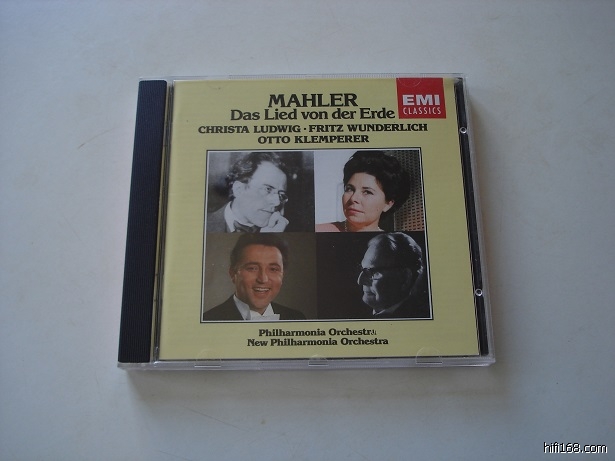 MAHLER
Das Lied von der Erde
EMI
CLASSICS
CHRISTA LUDWIG · FRITZ WUNDERLICH
OTTO KLEMPERER
Philharmonia Orchestra
New Philharmonia Orchestra
hifi168.com